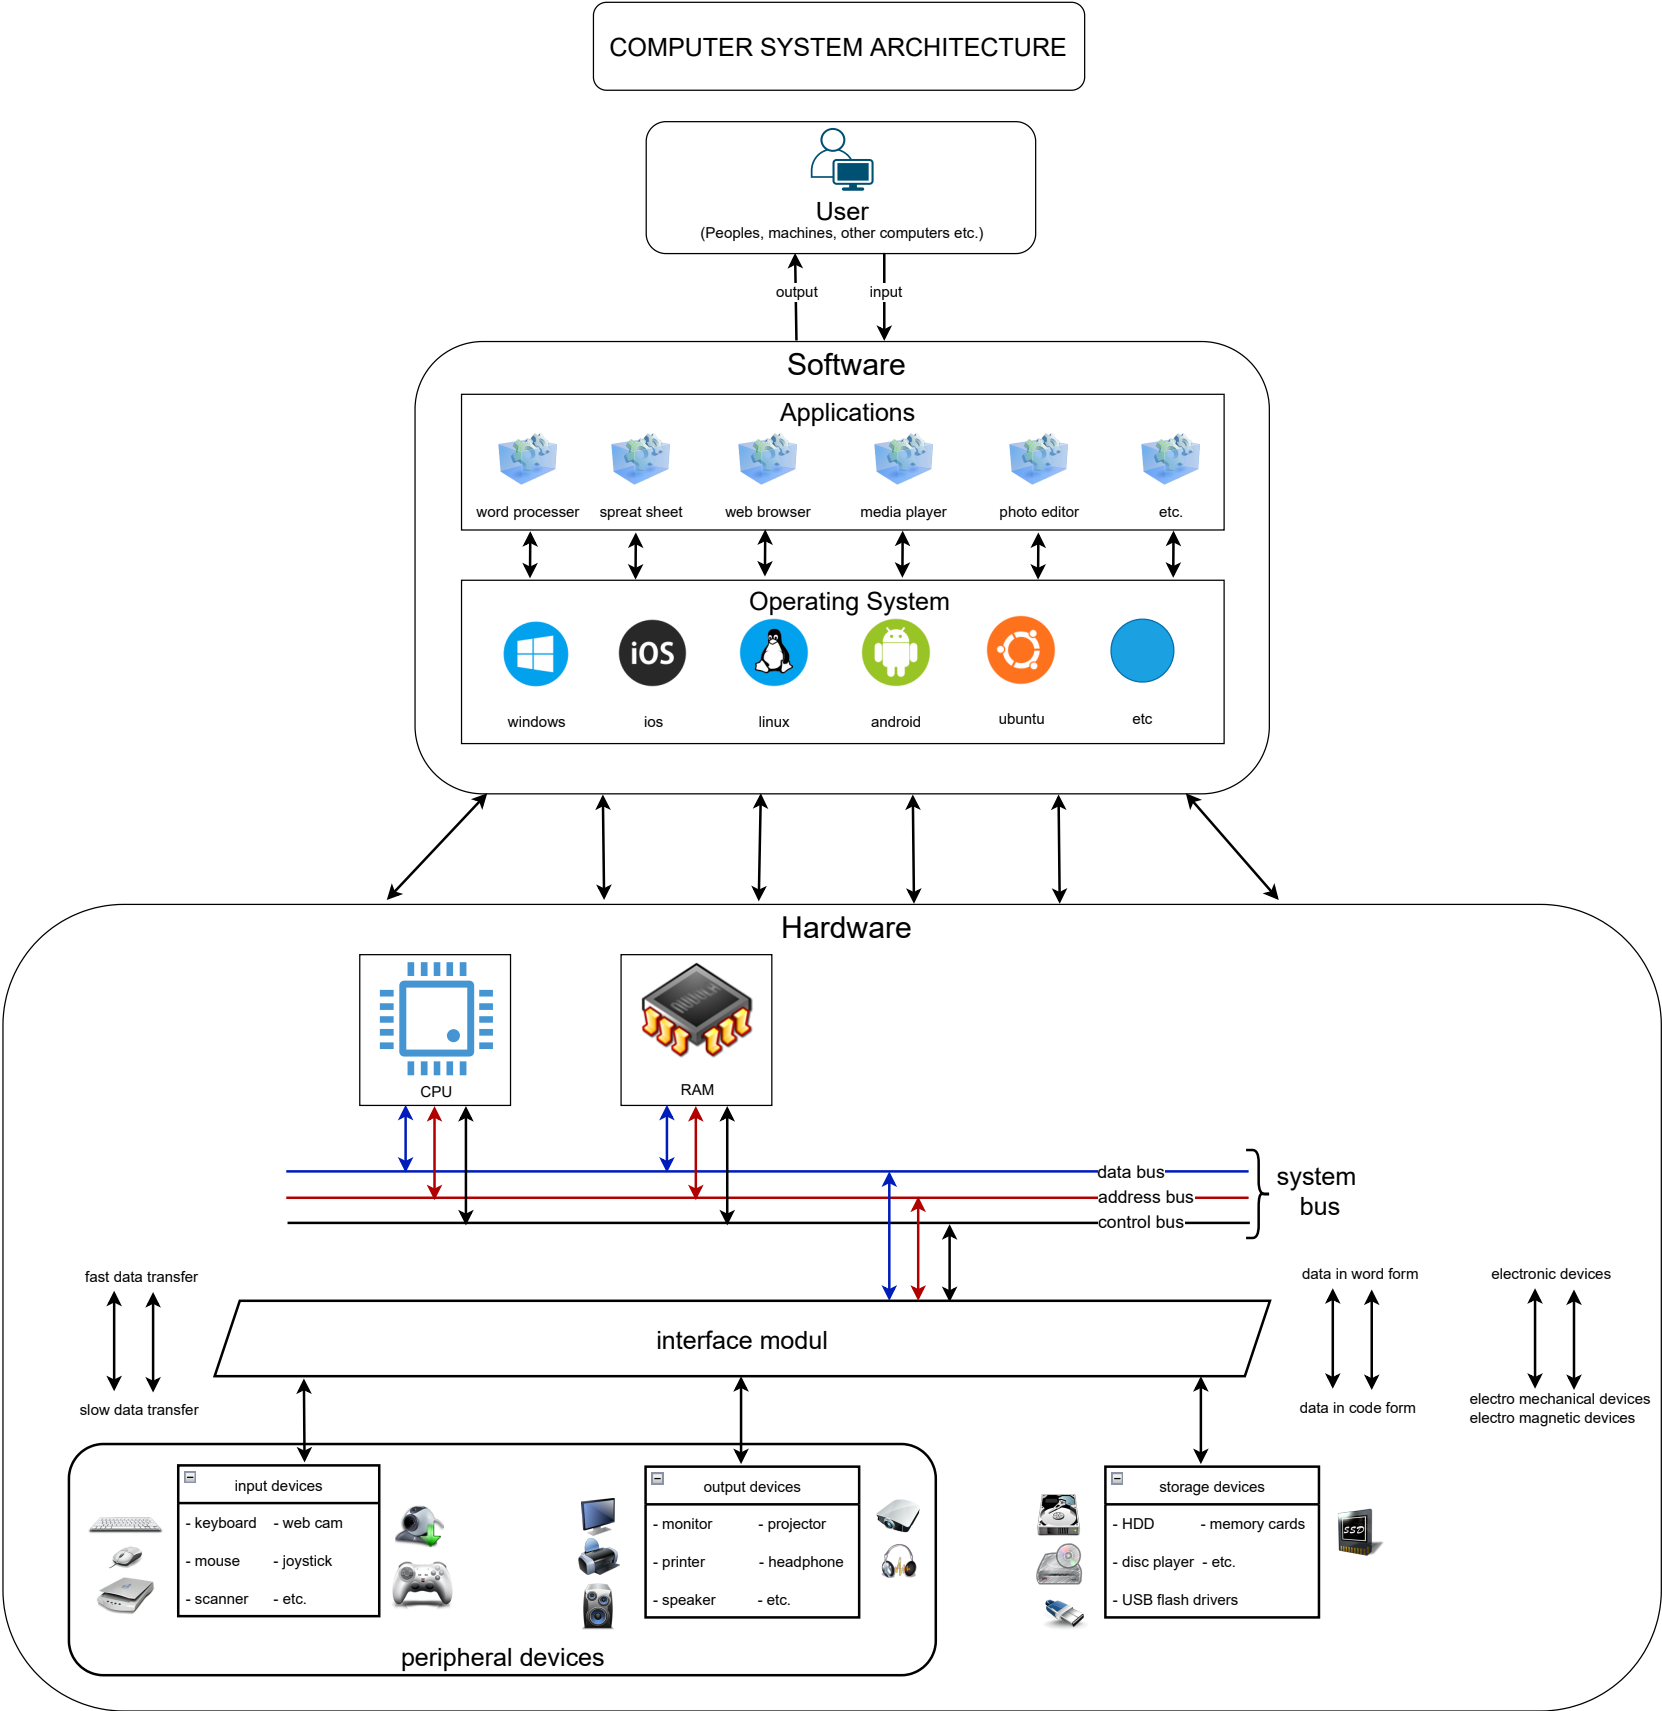 COMPUTER SYSTEM ARCHITECTURE
User
(Peoples, machines, other computers etc.)
output
input
Software
Applications
word processer
spreat sheet
web browser
media player
photo editor
etc.
Operating System
iOS
windows
ios
linux
android
ubuntu
etc
Hardware
CPU
RAM
data bus
address bus
control bus
system
bus
fast data transfer
slow data transfer
interface modul
data in word form
data in code form
electronic devices
electro mechanical devices
electro magnetic devices
input devices
- keyboard - web cam
- mouse - joystick
- scanner - etc.
output devices
- monitor - projector
- printer - headphone
- speaker - etc.
storage devices
- HDD - memory cards
- disc player - etc.
- USB flash drivers
SSD
peripheral devices